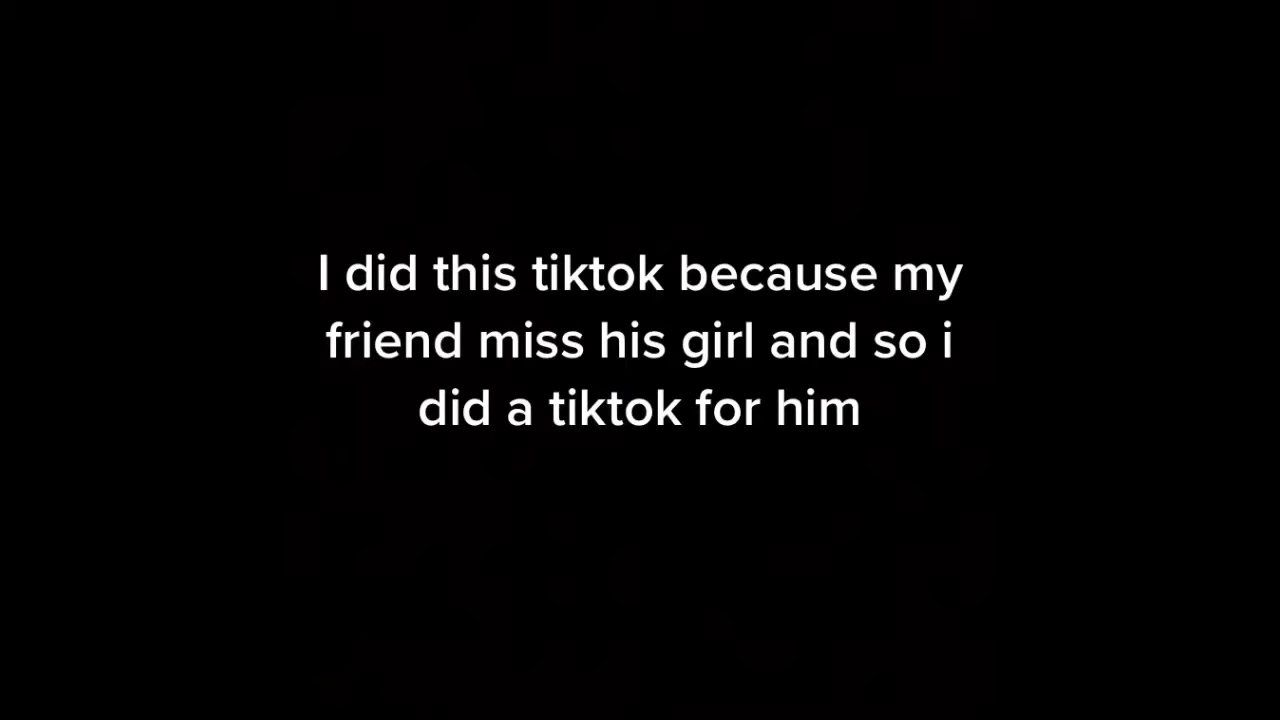 I did this tiktok because my
friend miss his girl and so i
did a tiktok for him